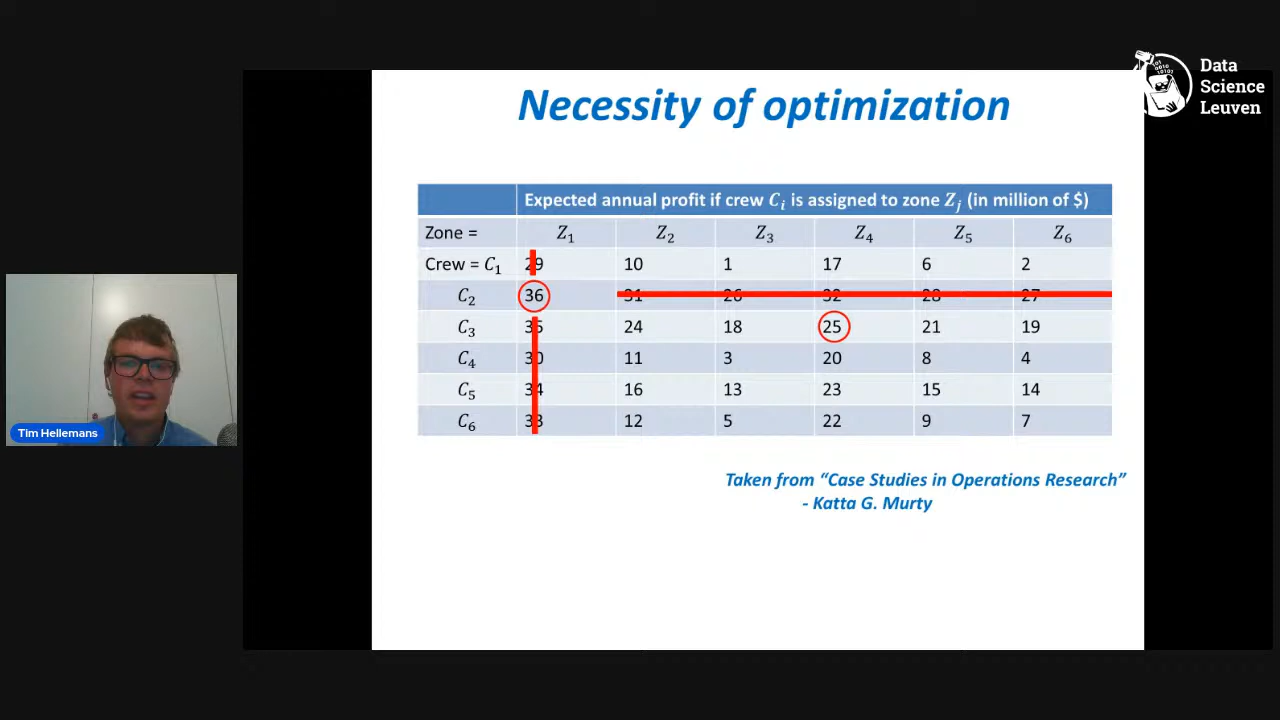 Data
Science
Leuven
Necessity of optimization
Expected annual profit if crew C_i is assigned to zone Z_j (in million of $)
Zone = Z_1 Z_2 Z_3 Z_4 Z_5 Z_6
Crew = C_1 29 10 1 17 6 2
C_2 36 31 26 32 28 27
C_3 35 24 18 25 21 19
C_4 30 11 3 20 8 4
C_5 34 16 13 23 15 14
C_6 33 12 5 22 9 7
Tim Hellemans
Taken from “Case Studies in Operations Research”
- Katta G. Murty